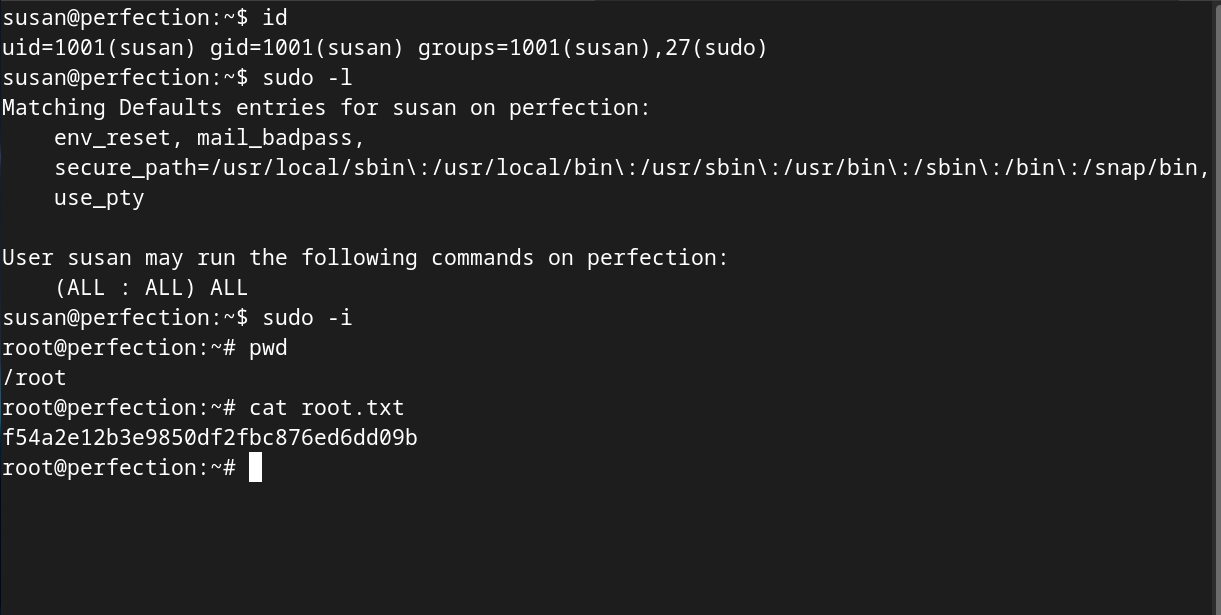 susan@perfection:~$ id
uid=1001(susan) gid=1001(susan) groups=1001(susan),27(sudo)
susan@perfection:~$ sudo -l
Matching Defaults entries for susan on perfection:
    env_reset, mail_badpass,
    secure_path=/usr/local/sbin\:/usr/local/bin\:/usr/sbin\:/usr/bin\:/sbin\:/bin\:/snap/bin,
    use_pty

User susan may run the following commands on perfection:
    (ALL : ALL) ALL
susan@perfection:~$ sudo -i
root@perfection:~# pwd
/root
root@perfection:~# cat root.txt
f54a2e12b3e9850df2fbc876ed6dd09b
root@perfection:~#